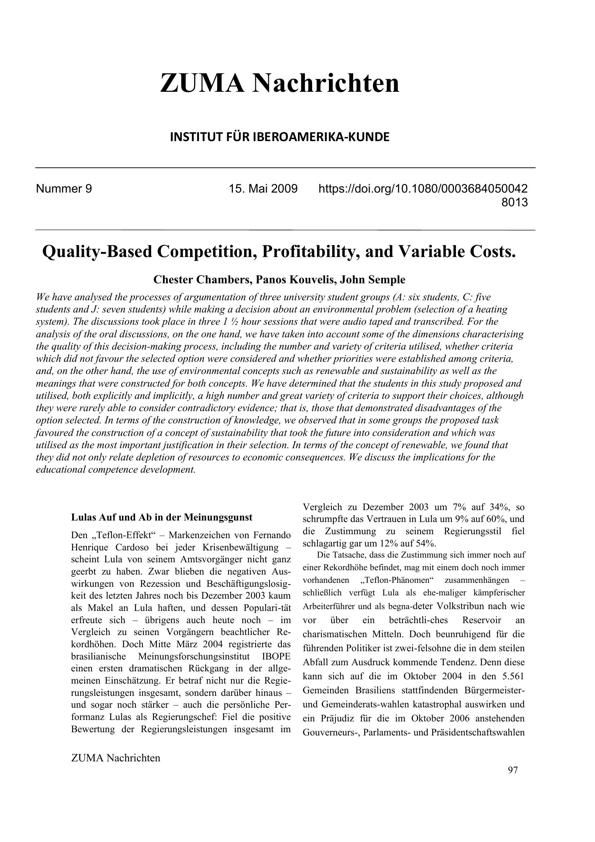 ZUMA Nachrichten
INSTITUT FÜR IBEROAMERIKA-KUNDE
Nummer 9 15. Mai 2009 https://doi.org/10.1080/0003684050042
8013
Quality-Based Competition, Profitability, and Variable Costs.
Chester Chambers, Panos Kouvelis, John Semple
We have analysed the processes of argumentation of three university student groups (A: six students, C: five
students and J: seven students) while making a decision about an environmental problem (selection of a heating
system). The discussions took place in three 1 ½ hour sessions that were audio taped and transcribed. For the
analysis of the oral discussions, on the one hand, we have taken into account some of the dimensions characterising
the quality of this decision-making process, including the number and variety of criteria utilised, whether criteria
which did not favour the selected option were considered and whether priorities were established among criteria,
and, on the other hand, the use of environmental concepts such as renewable and sustainability as well as the
meanings that were constructed for both concepts. We have determined that the students in this study proposed and
utilised, both explicitly and implicitly, a high number and great variety of criteria to support their choices, although
they were rarely able to consider contradictory evidence; that is, those that demonstrated disadvantages of the
option selected. In terms of the construction of knowledge, we observed that in some groups the proposed task
favoured the construction of a concept of sustainability that took the future into consideration and which was
utilised as the most important justification in their selection. In terms of the concept of renewable, we found that
they did not only relate depletion of resources to economic consequences. We discuss the implications for the
educational competence development.
Lulas Auf und Ab in der Meinungsgunst
Den „Teflon-Effekt“ – Markenzeichen von Fernando
Henrique Cardoso bei jeder Krisenbewältigung –
scheint Lula von seinem Amtsvorgänger nicht ganz
geerbt zu haben. Zwar blieben die negativen Aus-
wirkungen von Rezession und Beschäftigungslosig-
keit des letzten Jahres noch bis Dezember 2003 kaum
als Makel an Lula haften, und dessen Populari-tät
erfreute sich – übrigens auch heute noch – im
Vergleich zu seinen Vorgängern beachtlicher Re-
kordhöhen. Doch Mitte März 2004 registrierte das
brasilianische Meinungsforschungsinstitut IBOPE
einen ersten dramatischen Rückgang in der allge-
meinen Einschätzung. Er betraf nicht nur die Regie-
rungsleistungen insgesamt, sondern darüber hinaus –
und sogar noch stärker – auch die persönliche Per-
formanz Lulas als Regierungschef: Fiel die positive
Bewertung der Regierungsleistungen insgesamt im
Vergleich zu Dezember 2003 um 7% auf 34%, so
schrumpfte das Vertrauen in Lula um 9% auf 60%, und
die Zustimmung zu seinem Regierungsstil fiel
schlagartig gar um 12% auf 54%.
Die Tatsache, dass die Zustimmung sich immer noch auf
einer Rekordhöhe befindet, mag mit einem doch noch immer
vorhandenen „Teflon-Phänomen“ zusammenhängen –
schließlich verfügt Lula als ehe-maliger kämpferischer
Arbeiterführer und als begna-deter Volkstribun nach wie
vor über ein beträchtli-ches Reservoir an
charismatischen Mitteln. Doch beunruhigend für die
führenden Politiker ist zwei-felsohne die in dem steilen
Abfall zum Ausdruck kommende Tendenz. Denn diese
kann sich auf die im Oktober 2004 in den 5.561
Gemeinden Brasiliens stattfindenden Bürgermeister-
und Gemeinderats-wahlen katastrophal auswirken und
ein Präjudiz für die im Oktober 2006 anstehenden
Gouverneurs-, Parlaments- und Präsidentschaftswahlen
ZUMA Nachrichten
97